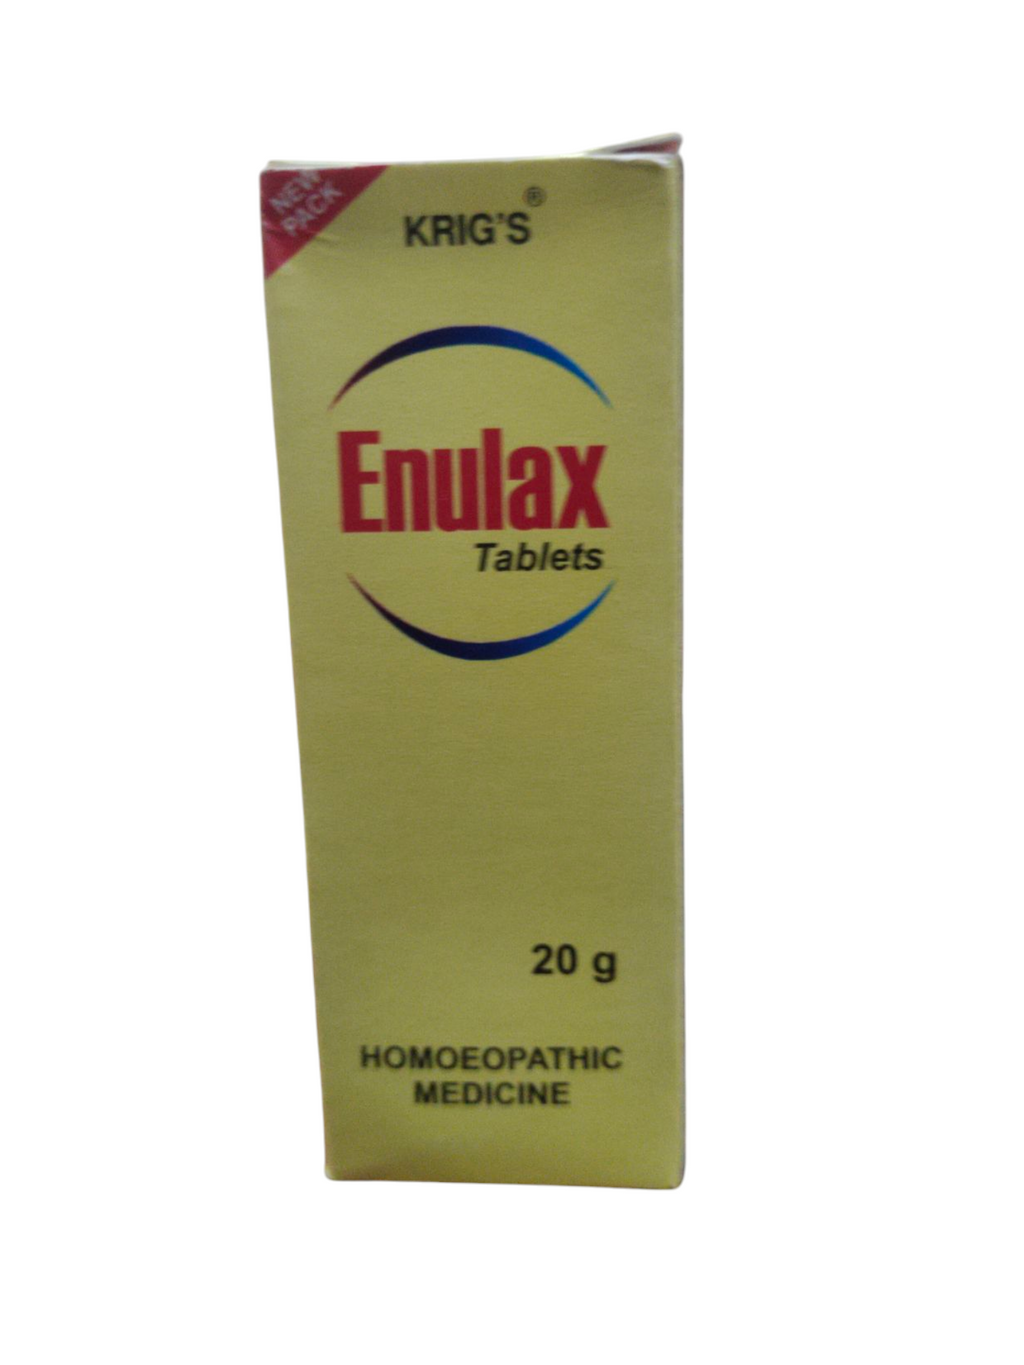 NEW
PACK
KRIG'S®
Enulax
Tablets
20 g
HOMOEOPATHIC
MEDICINE